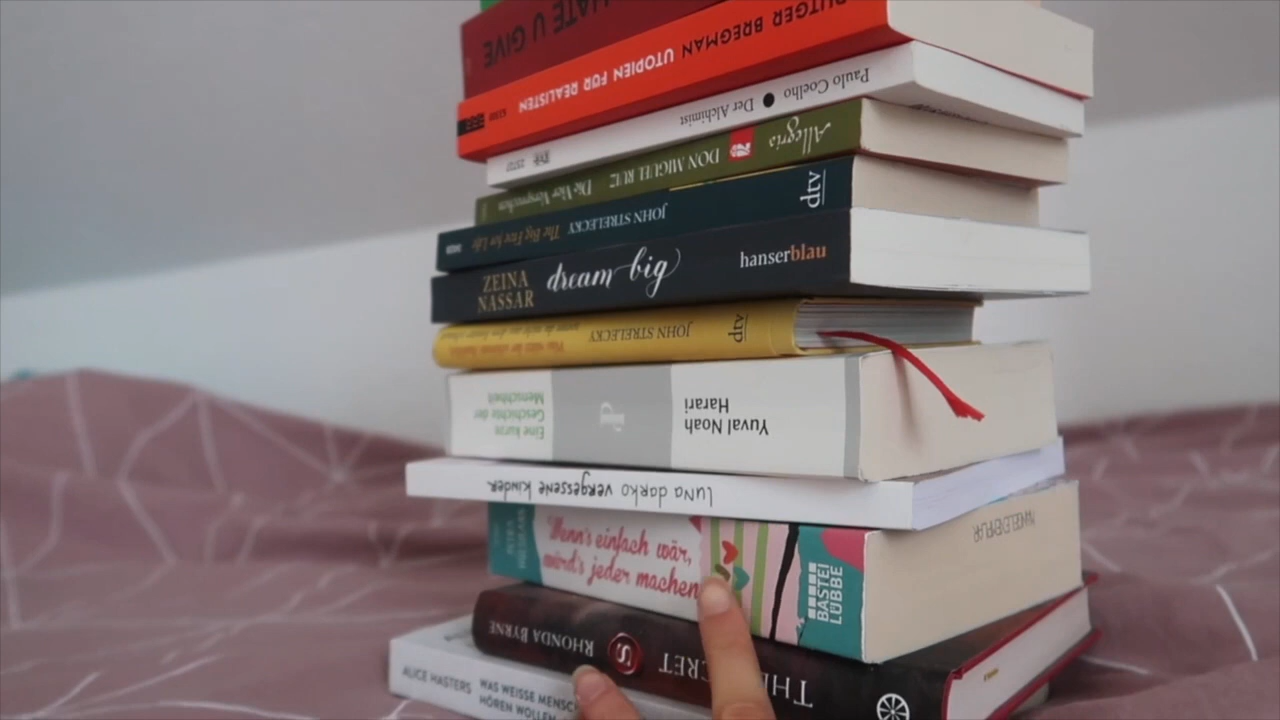 HATE U GIVE
RUTGER BREGMAN UTOPIEN FÜR REALISTEN
Paulo Coelho Der Alchimist
Allegria DON MIGUEL RUIZ Die Vier Versprechen
JOHN STRELECKY The Big Five for Life dtv
ZEINA
NASSAR
dream big
hanserblau
JOHN STRELECKY dtv
Yuval Noah
Harari
Eine kurze
Geschichte der
Menschheit
Luna darko vergessene kinder
Wenn's einfach wär,
würd's jeder machen
BASTEI
LÜBBE
MÄNGELEXEMPLAR
THE SECRET RHONDA BYRNE
ALICE HASTERS
WAS WEISSE MENSC
HÖREN WOLLEN